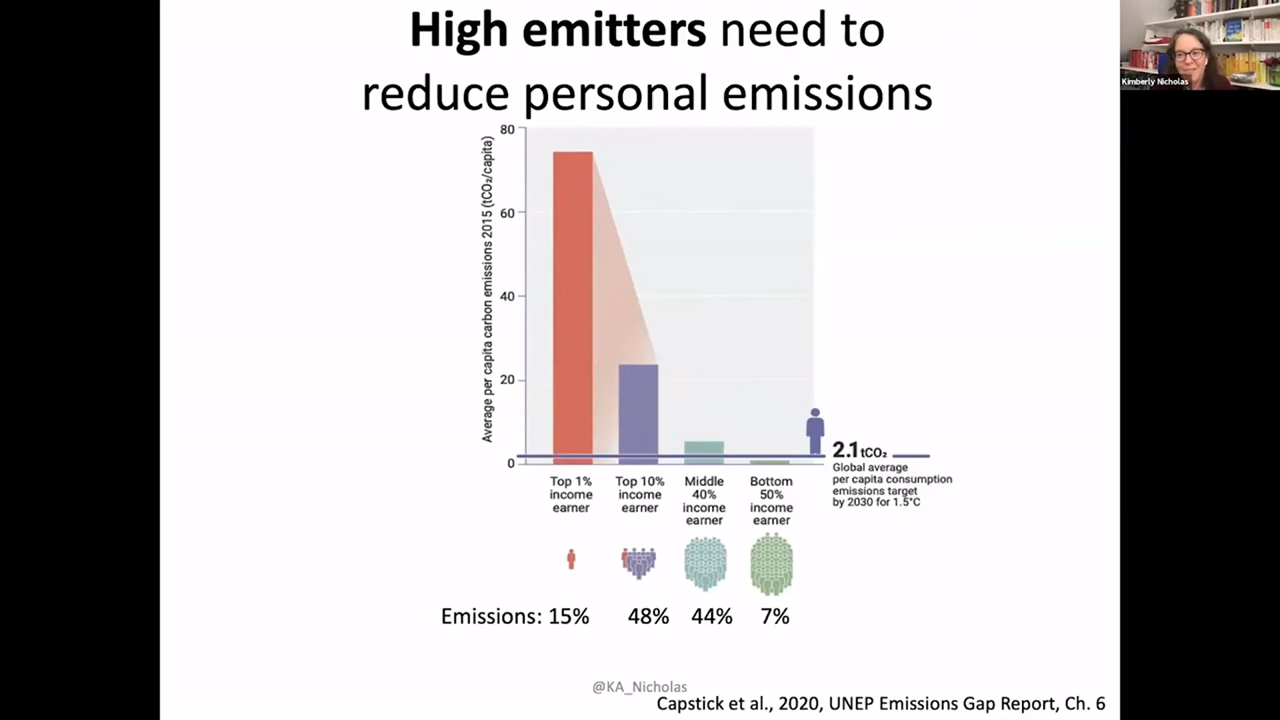 High emitters need to
reduce personal emissions
Kimberly Nicholas
Average per capita carbon emissions 2015 (tCO₂/capita)
80
60
40
20
0
2.1tCO₂
Global average
per capita consumption
emissions target
by 2030 for 1.5°C
Top 1%
income
earner
Top 10%
income
earner
Middle
40%
income
earner
Bottom
50%
income
earner
Emissions: 15% 48% 44% 7%
@KA_Nicholas
Capstick et al., 2020, UNEP Emissions Gap Report, Ch. 6